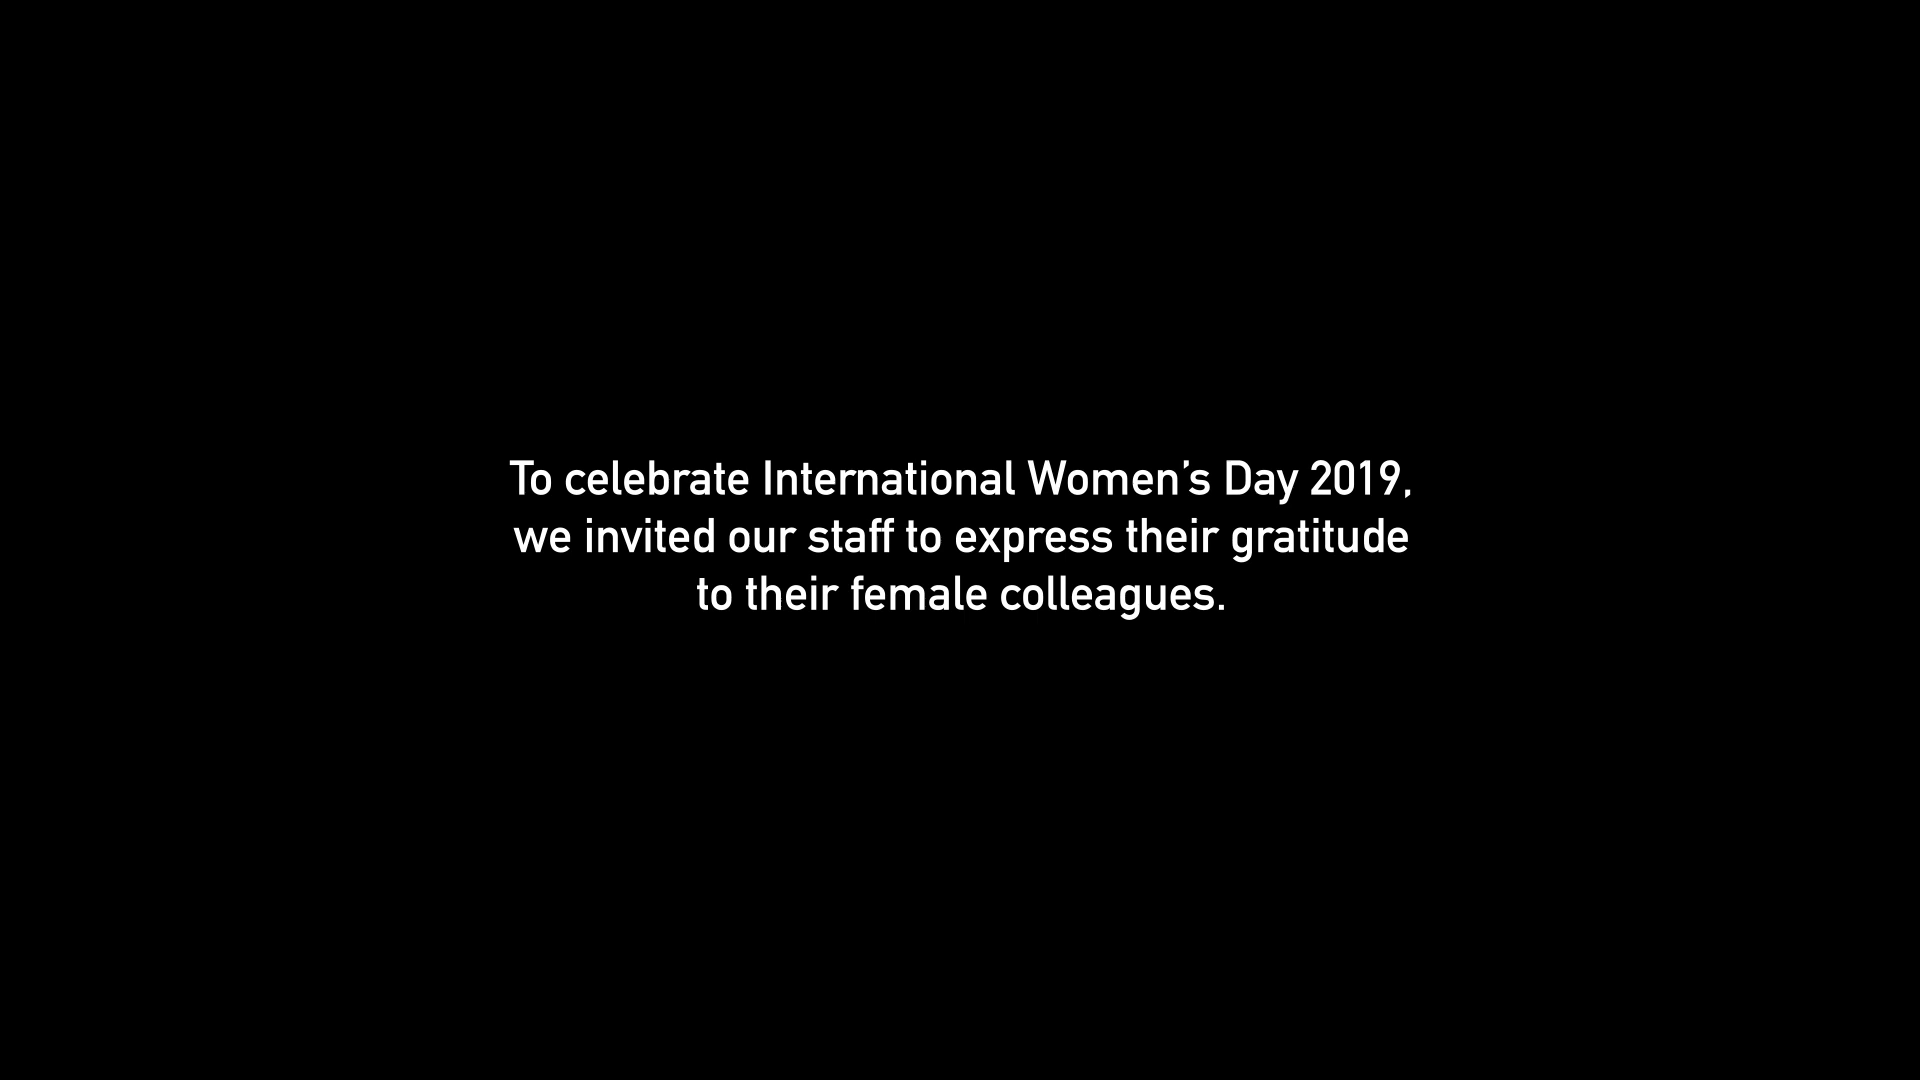 To celebrate International Women’s Day 2019,
we invited our staff to express their gratitude
to their female colleagues.